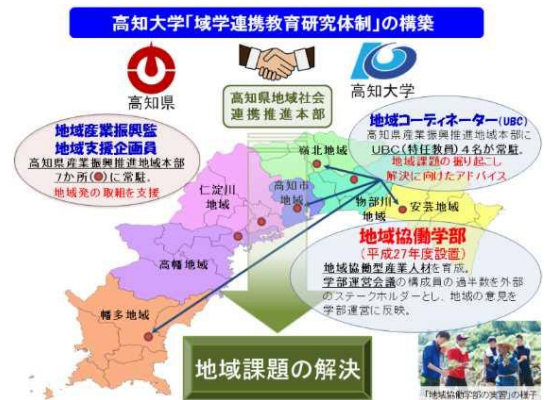 高知大学「域学連携教育研究体制」の構築
高知県
高知県地域社会
連携推進本部
高知大学
地域産業振興監
地域支援企画員
高知県産業振興推進地域本部
7か所(●)に常駐。
地域発の取組を支援
地域コーディネーター(UBC)
高知県産業振興推進地域本部に
UBC(特任教員)4名が常駐。
地域課題の掘り起こし
解決に向けたアドバイス
嶺北地域
仁淀川
地域
高知市
地域
物部川
地域
安芸地域
高幡地域
幡多地域
地域協働学部
(平成27年度設置)
地域協働型産業人材を育成。
学部運営会議の構成員の過半数を外部
のステークホルダーとし、地域の意見を
学部運営に反映。
地域課題の解決
「地域協働学部の実習」の様子